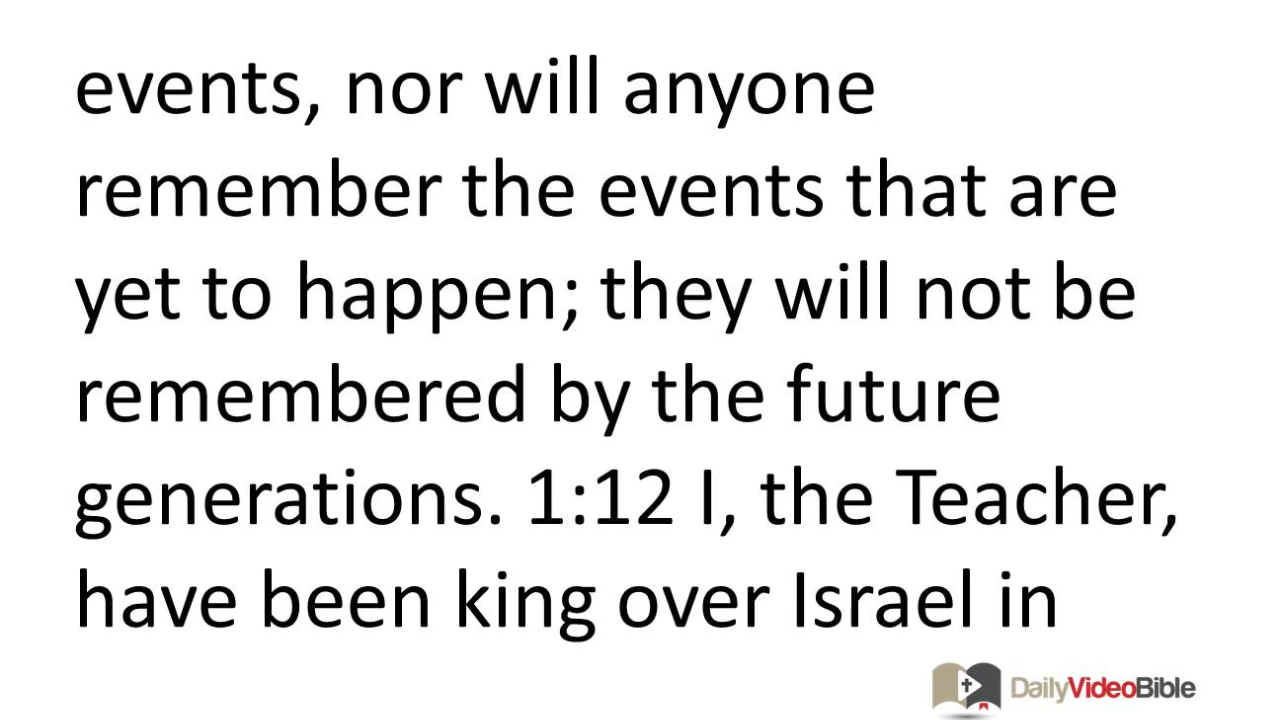 events, nor will anyone
remember the events that are
yet to happen; they will not be
remembered by the future
generations. 1:12 I, the Teacher,
have been king over Israel in
DailyVideoBible